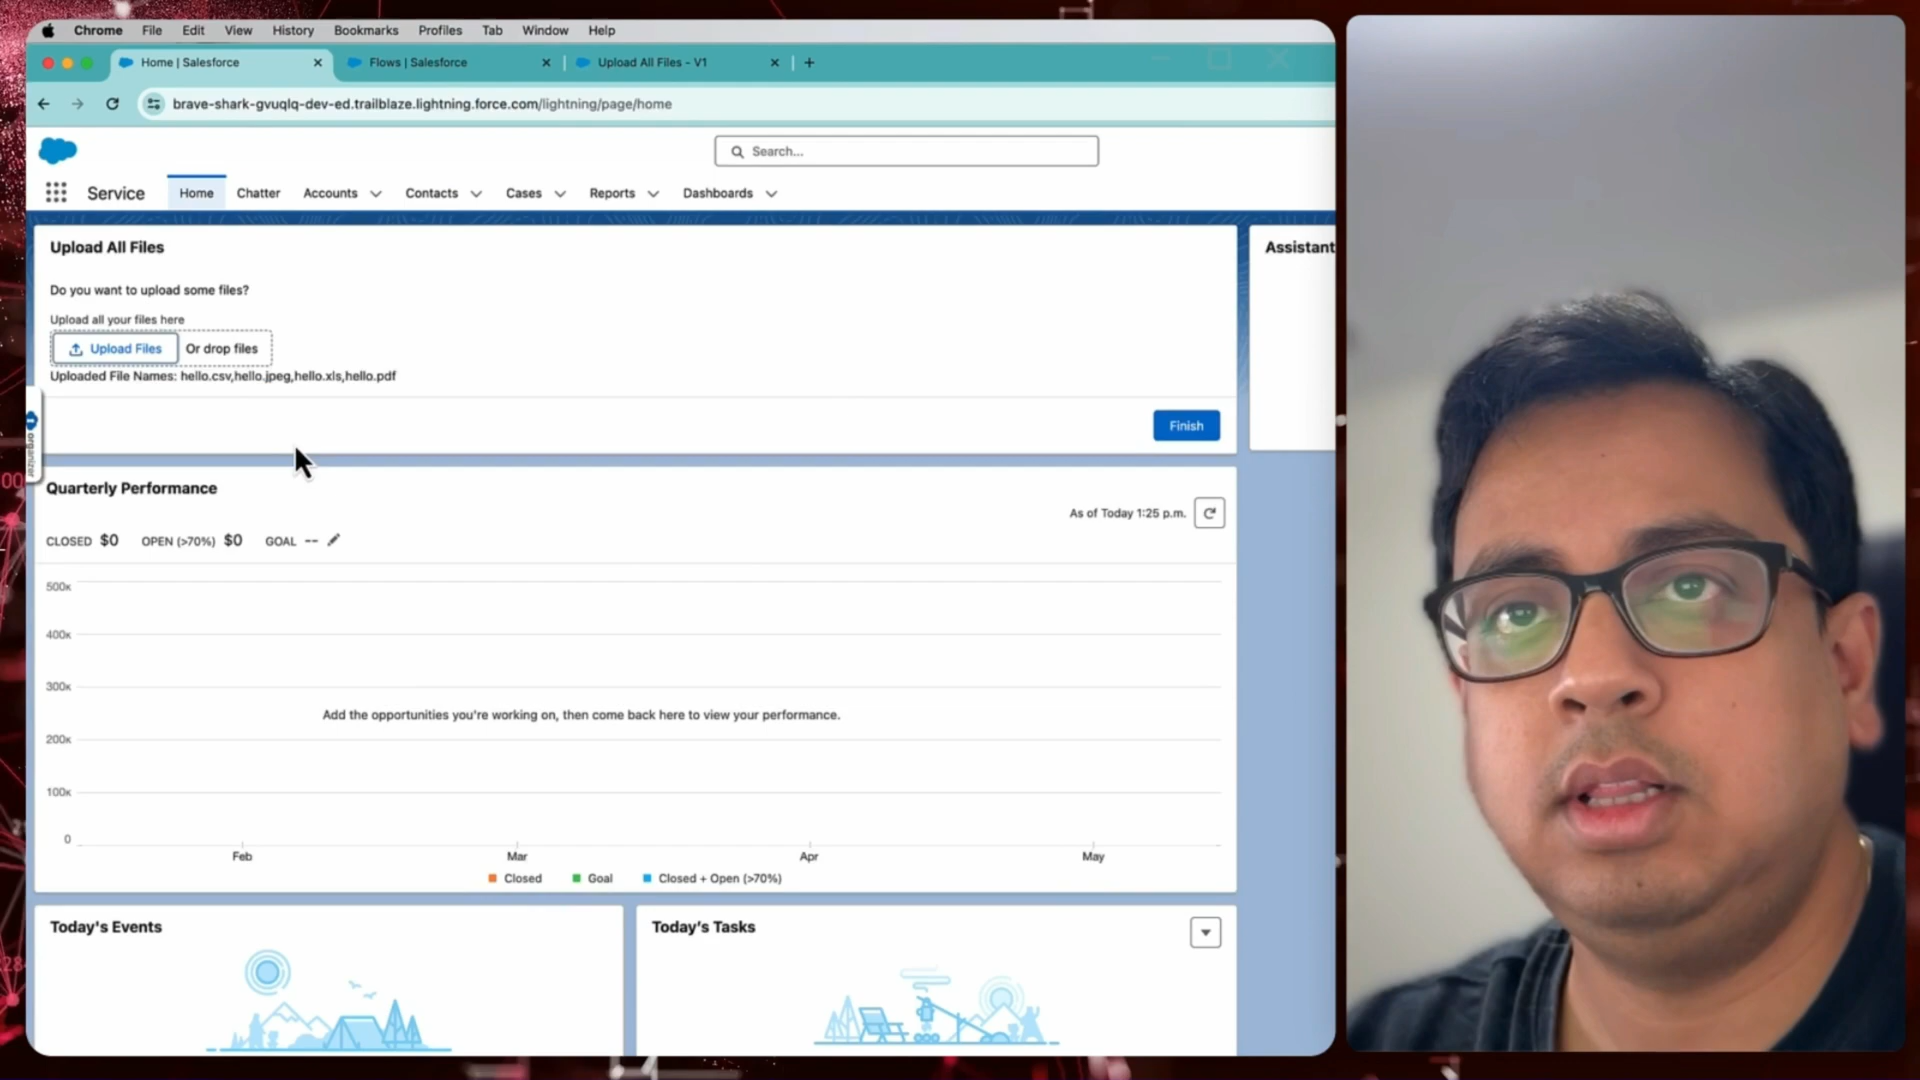 Chrome File Edit View History Bookmarks Profiles Tab Window Help
Home | Salesforce Flows | Salesforce Upload All Files - V1
brave-shark-gvuqlq-dev-ed.trailblaze.lightning.force.com/lightning/page/home
Search...
Service Home Chatter Accounts Contacts Cases Reports Dashboards
Upload All Files
Assistant
Do you want to upload some files?
Upload all your files here
Upload Files Or drop files
Uploaded File Names: hello.csv,hello.jpeg,hello.xls,hello.pdf
organizer
Finish
Quarterly Performance
As of Today 1:25 p.m.
CLOSED $0 OPEN (>70%) $0 GOAL --
500K
400K
300K
Add the opportunities you're working on, then come back here to view your performance.
200K
100K
0
Feb Mar Apr May
Closed Goal Closed + Open (>70%)
Today's Events
Today's Tasks